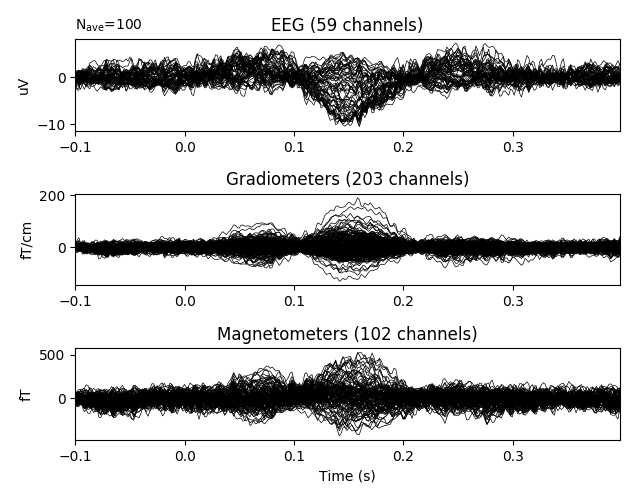 N_ave=100
EEG (59 channels)
uV
0
−10
−0.1 0.0 0.1 0.2 0.3
Gradiometers (203 channels)
fT/cm
200
0
−0.1 0.0 0.1 0.2 0.3
Magnetometers (102 channels)
fT
500
0
−0.1 0.0 0.1 0.2 0.3
Time (s)